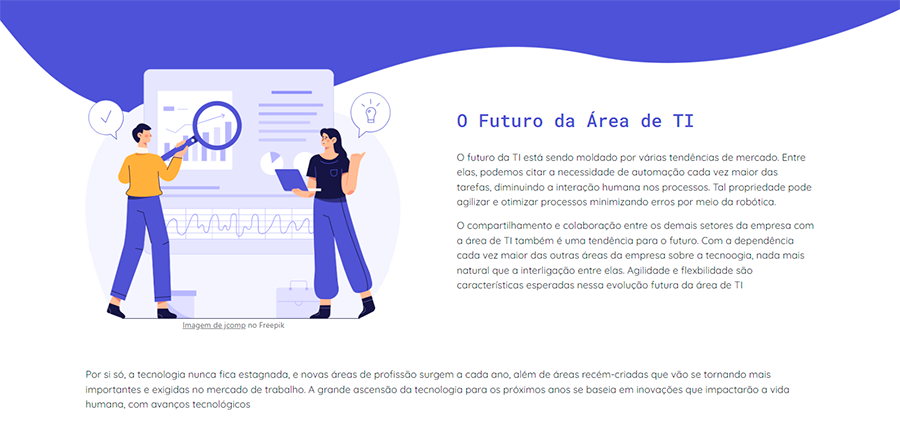 O Futuro da Área de TI
O futuro da TI está sendo moldado por várias tendências de mercado. Entre
elas, podemos citar a necessidade de automação cada vez maior das
tarefas, diminuindo a interação humana nos processos. Tal propriedade pode
agilizar e otimizar processos minimizando erros por meio da robótica.
O compartilhamento e colaboração entre os demais setores da empresa com
a área de TI também é uma tendência para o futuro. Com a dependência
cada vez maior das outras áreas da empresa sobre a tecnoogia, nada mais
natural que a interligação entre elas. Agilidade e flexbilidade são
características esperadas nessa evolução futura da área de TI
Imagem de jcomp no Freepik
Por si só, a tecnologia nunca fica estagnada, e novas áreas de profissão surgem a cada ano, além de áreas recém-criadas que vão se tornando mais
importantes e exigidas no mercado de trabalho. A grande ascensão da tecnologia para os próximos anos se baseia em inovações que impactarão a vida
humana, com avanços tecnológicos